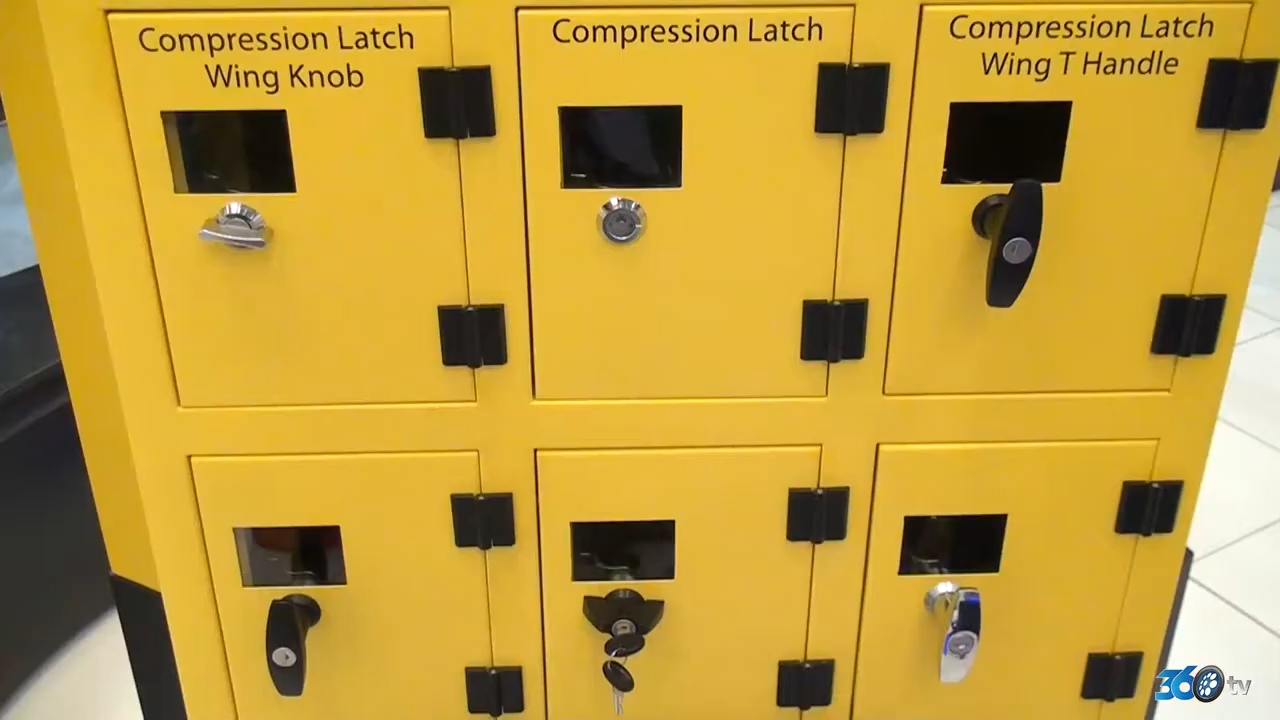 Compression Latch
Wing Knob
Compression Latch
Compression Latch
Wing T Handle
360tv